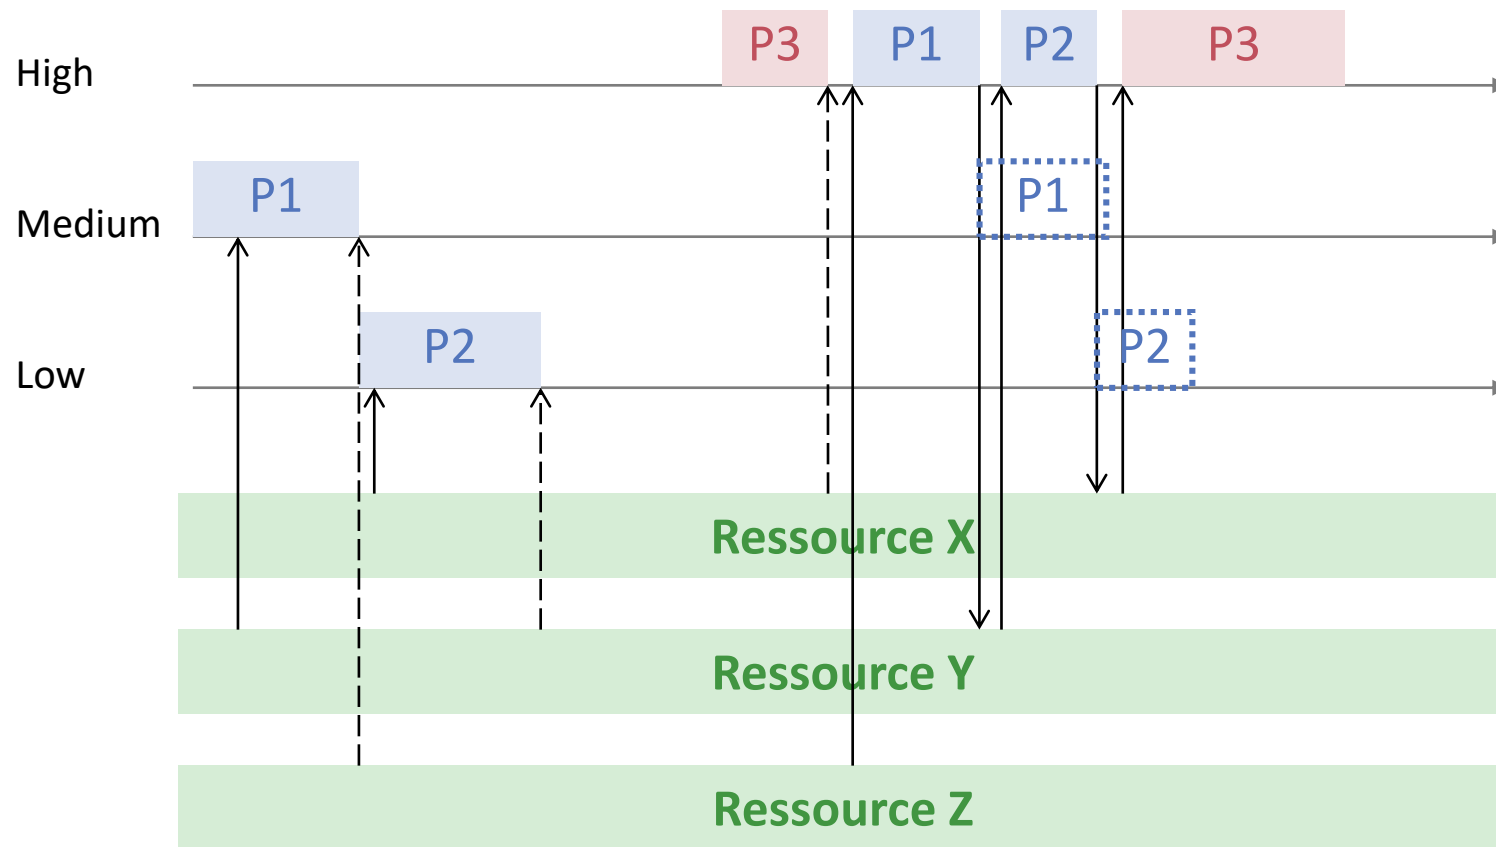 High
P3 P1 P2 P3
Medium
P1 P1
Low
P2 P2
Ressource X
Ressource Y
Ressource Z